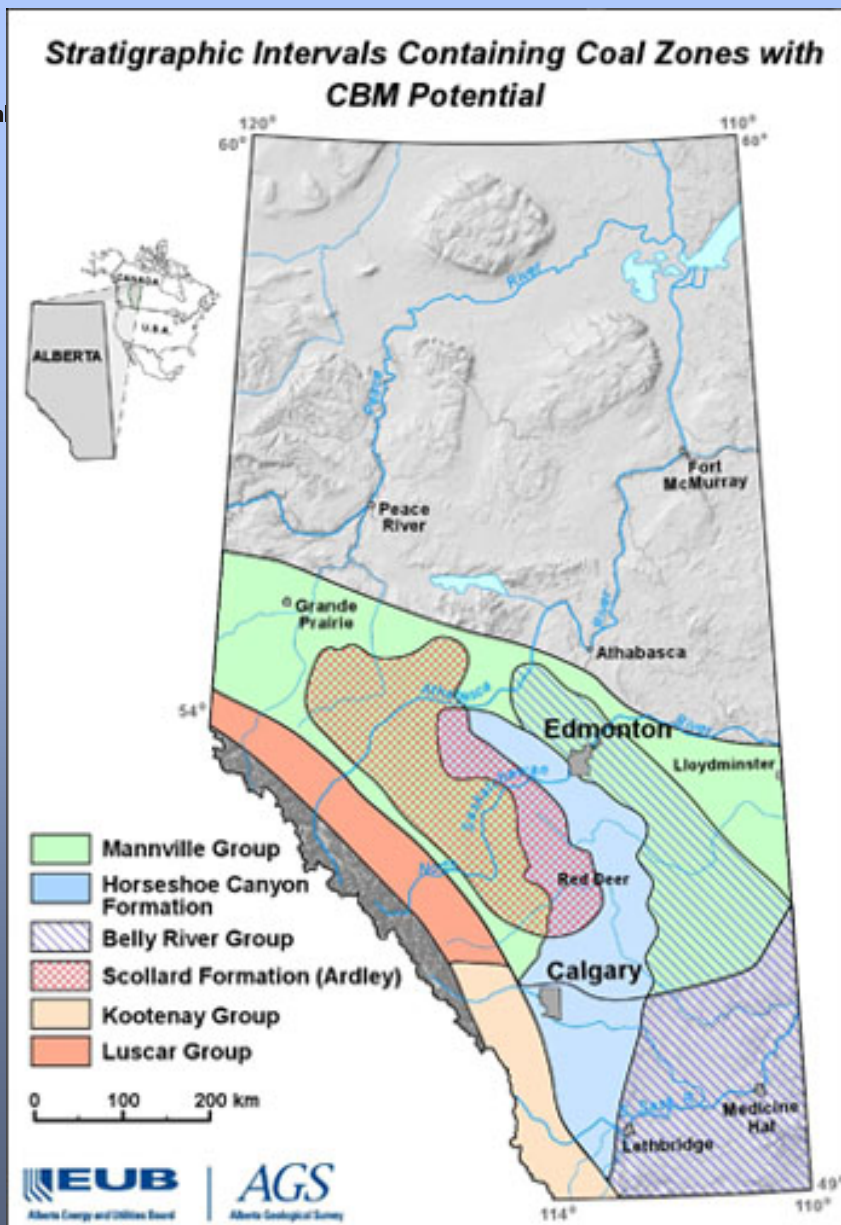 Stratigraphic Intervals Containing Coal Zones with
CBM Potential
120°
110°
60°
60°
CANADA
U.S.A.
ALBERTA
River
Peace
Fort
McMurray
Peace
River
Grande
Prairie
River
Athabasca
Athabasca
54°
Edmonton
River
Lloydminster
Saskatchewan
North
Red Deer
Mannville Group
Horseshoe Canyon
Formation
Belly River Group
Scollard Formation (Ardley)
Kootenay Group
Luscar Group
Calgary
0 100 200 km
Medicine
Hat
Lethbridge
EUB
Alberta Energy and Utilities Board
AGS
Alberta Geological Survey
49°
114°
110°